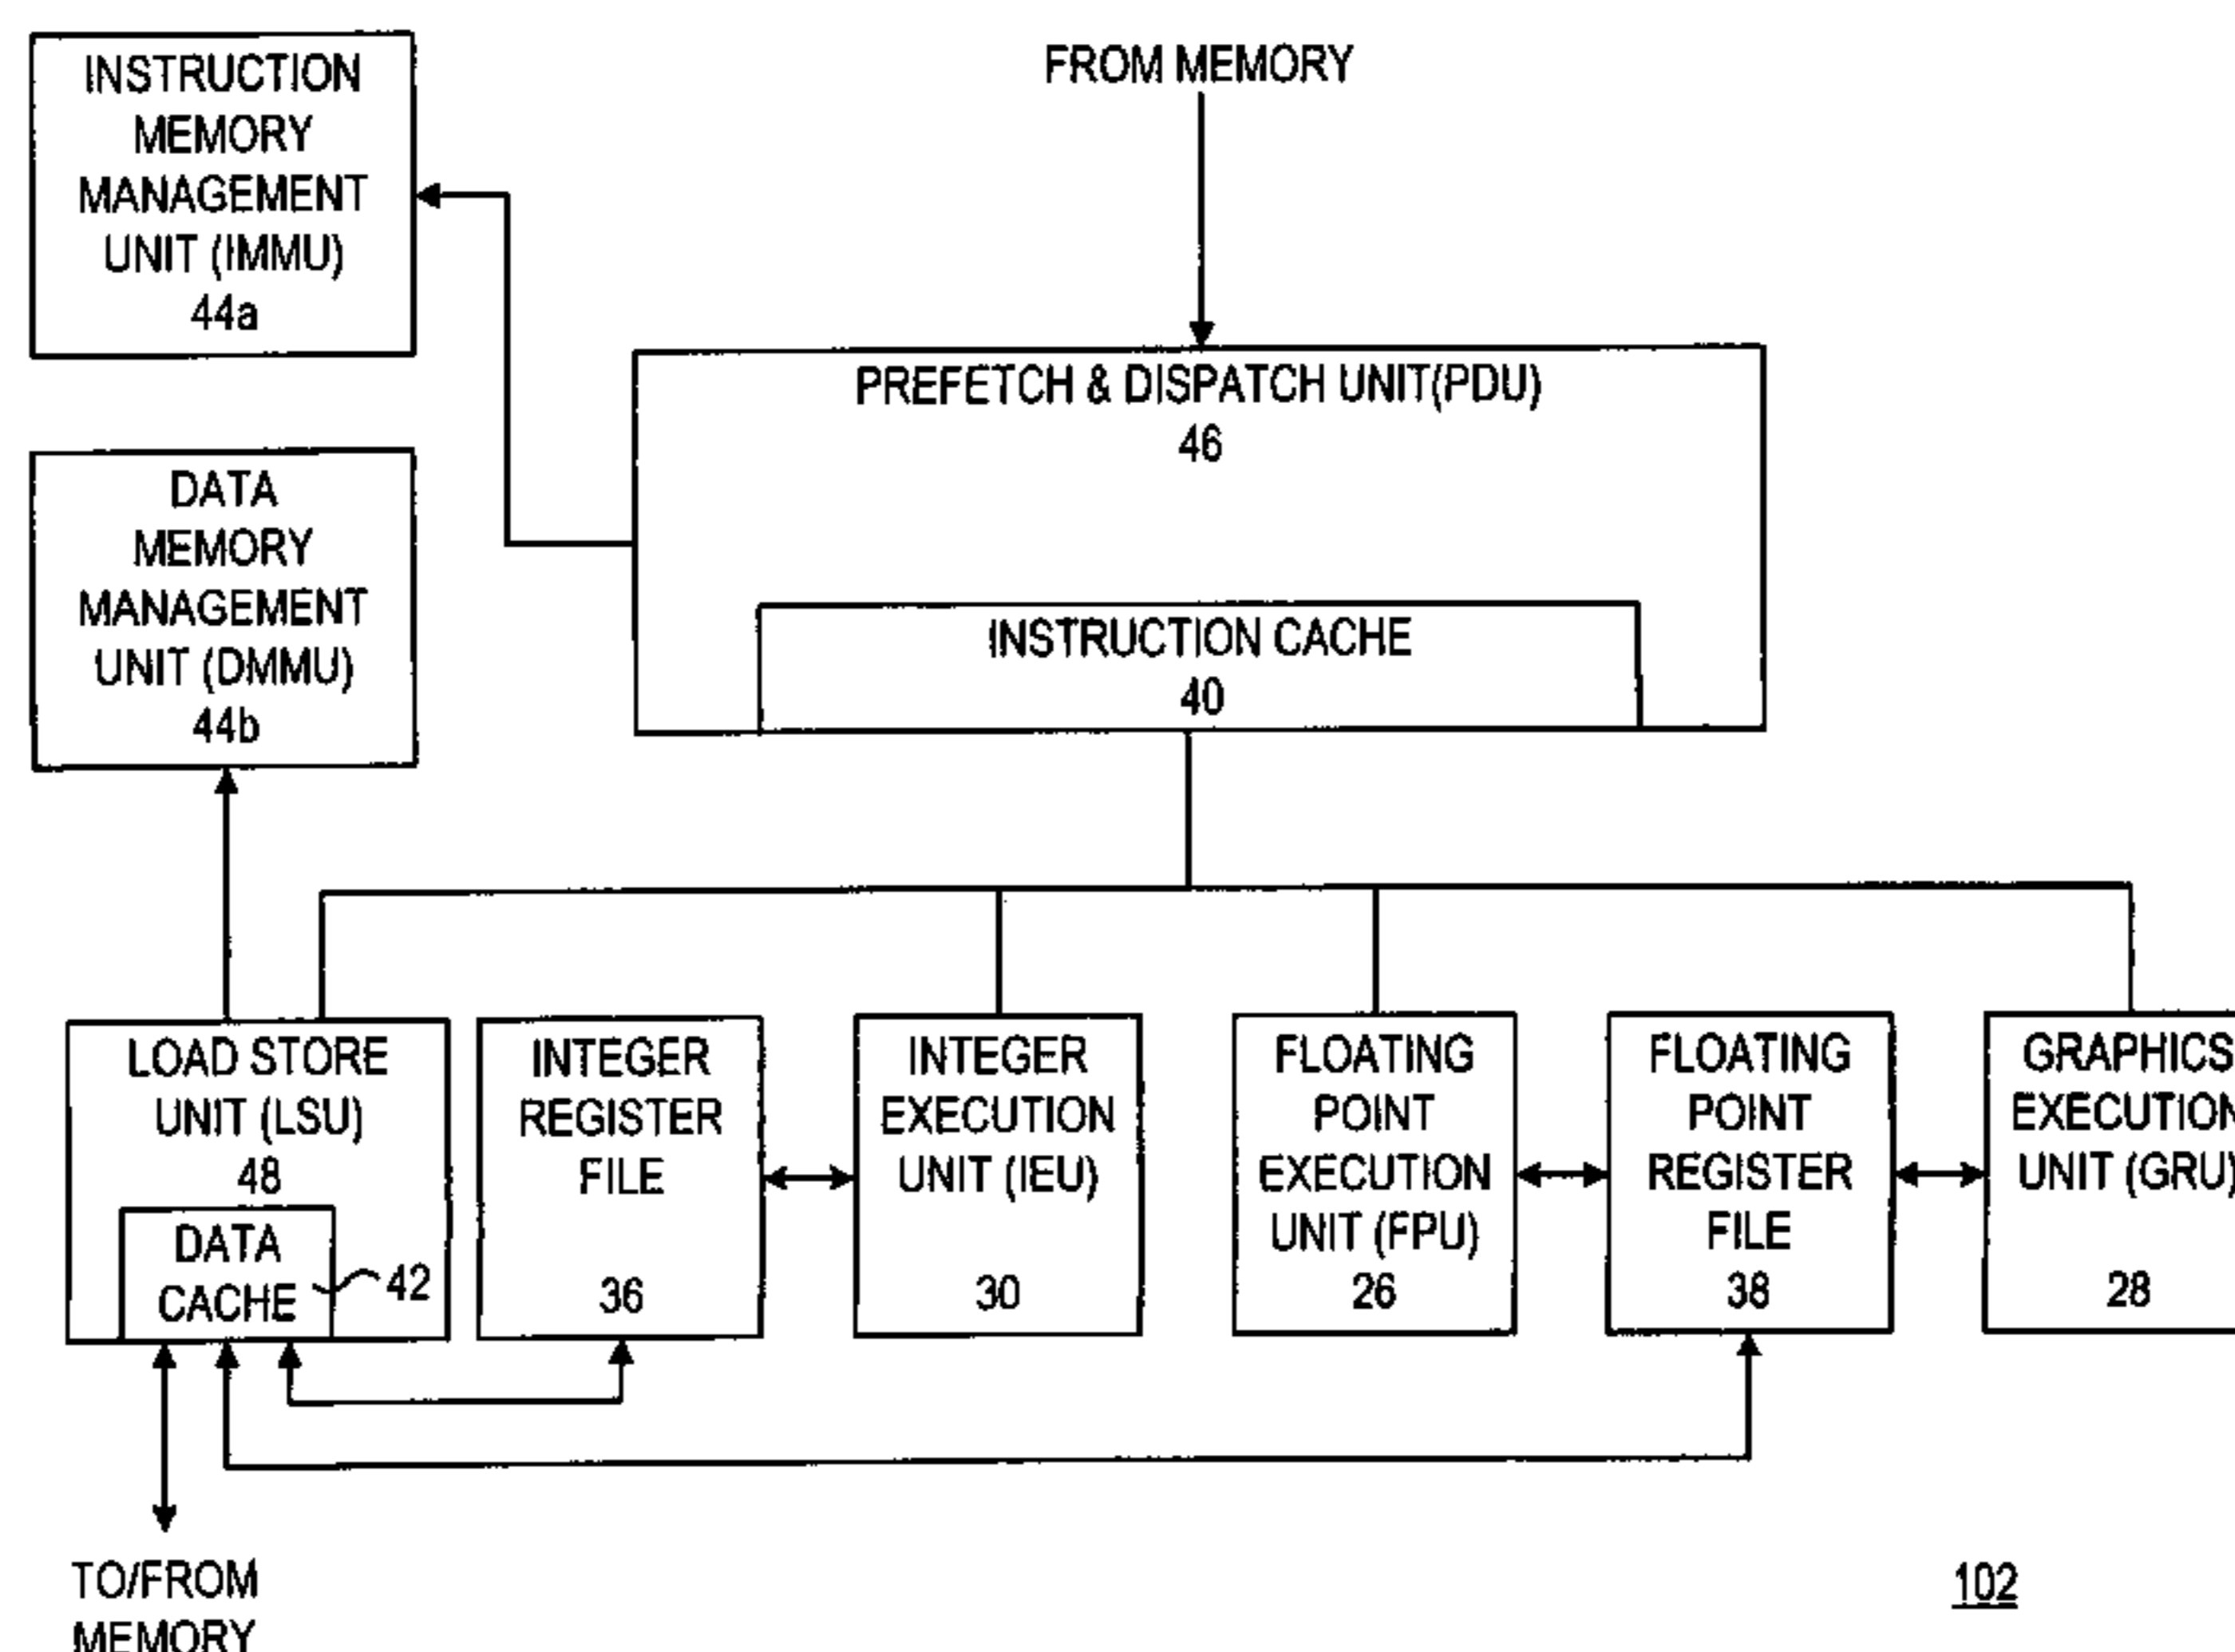 INSTRUCTION
MEMORY
MANAGEMENT
UNIT (IMMU)
44a
FROM MEMORY
PREFETCH & DISPATCH UNIT(PDU)
46
INSTRUCTION CACHE
40
DATA
MEMORY
MANAGEMENT
UNIT (DMMU)
44b
LOAD STORE
UNIT (LSU)
48
DATA
CACHE
42
INTEGER
REGISTER
FILE
36
INTEGER
EXECUTION
UNIT (IEU)
30
FLOATING
POINT
EXECUTION
UNIT (FPU)
26
FLOATING
POINT
REGISTER
FILE
38
GRAPHICS
EXECUTION
UNIT (GRU)
28
TO/FROM
MEMORY
102